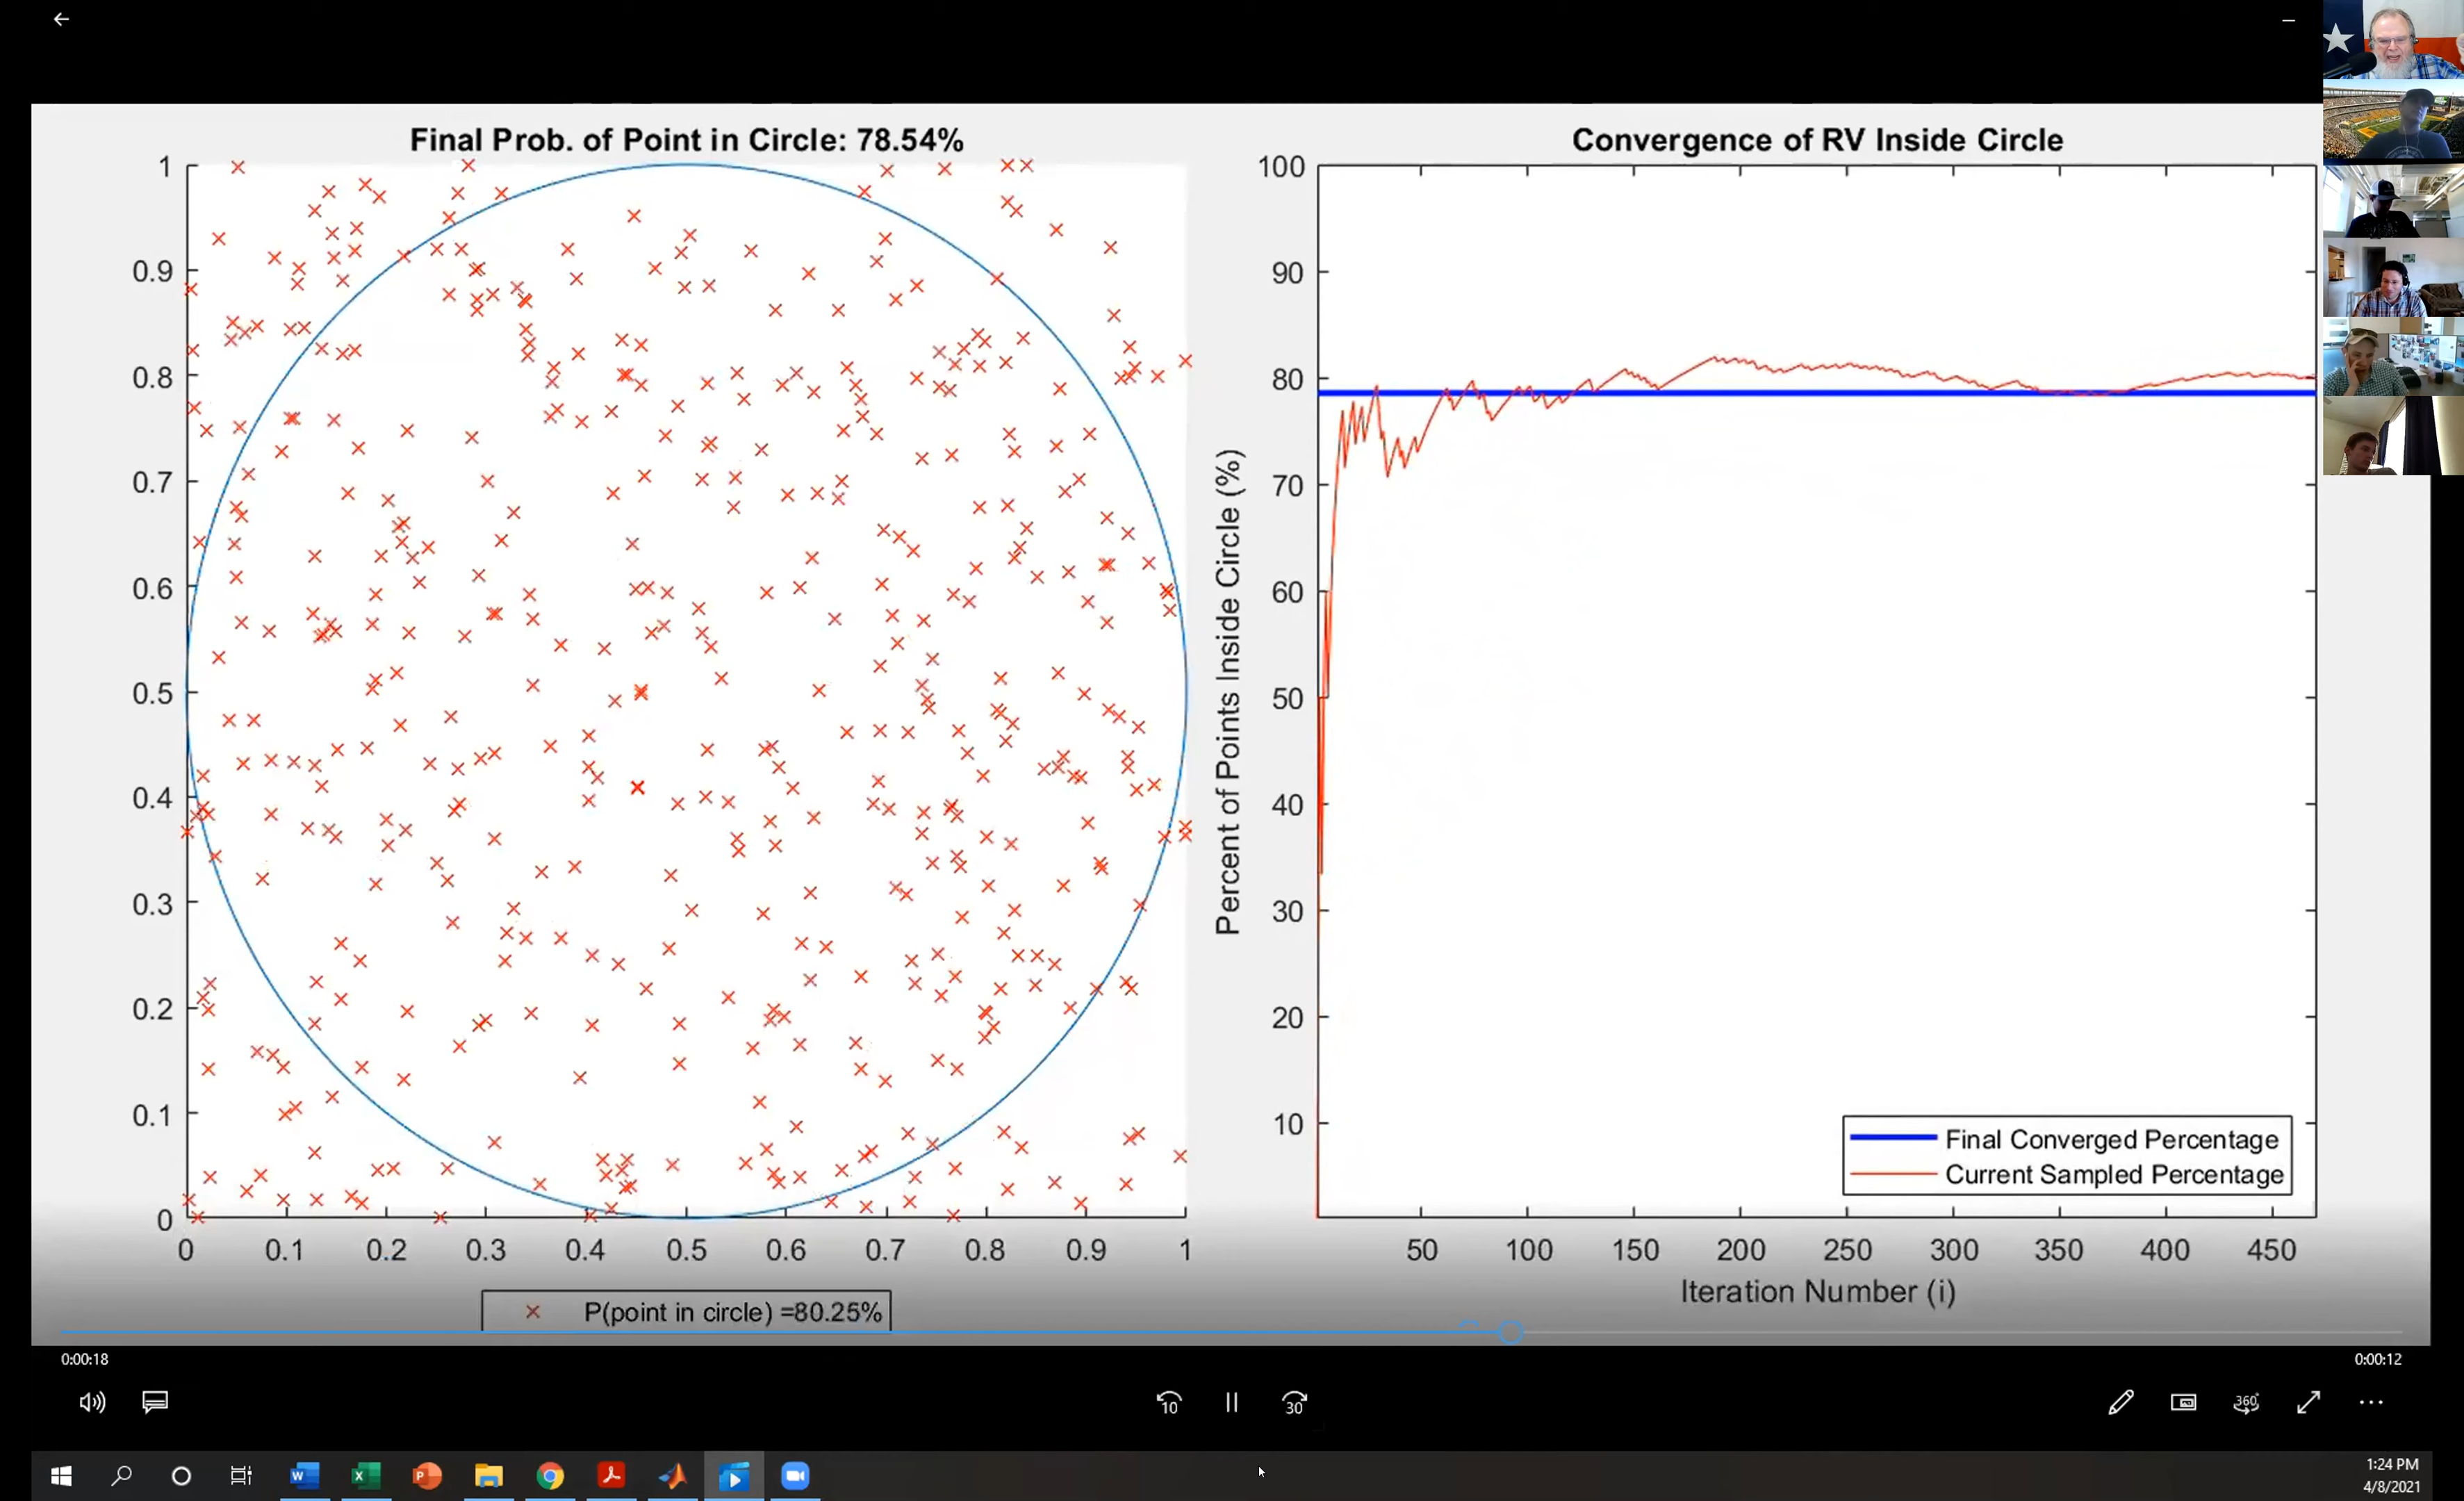 Final Prob. of Point in Circle: 78.54%
1
0.9
0.8
0.7
0.6
0.5
0.4
0.3
0.2
0.1
0
0 0.1 0.2 0.3 0.4 0.5 0.6 0.7 0.8 0.9 1
P(point in circle) =80.25%
Convergence of RV Inside Circle
Percent of Points Inside Circle (%)
100
90
80
70
60
50
40
30
20
10
50 100 150 200 250 300 350 400 450
Iteration Number (i)
Final Converged Percentage
Current Sampled Percentage
0:00:18
0:00:12
10
30
360°
W
X
P
1:24 PM
4/8/2021